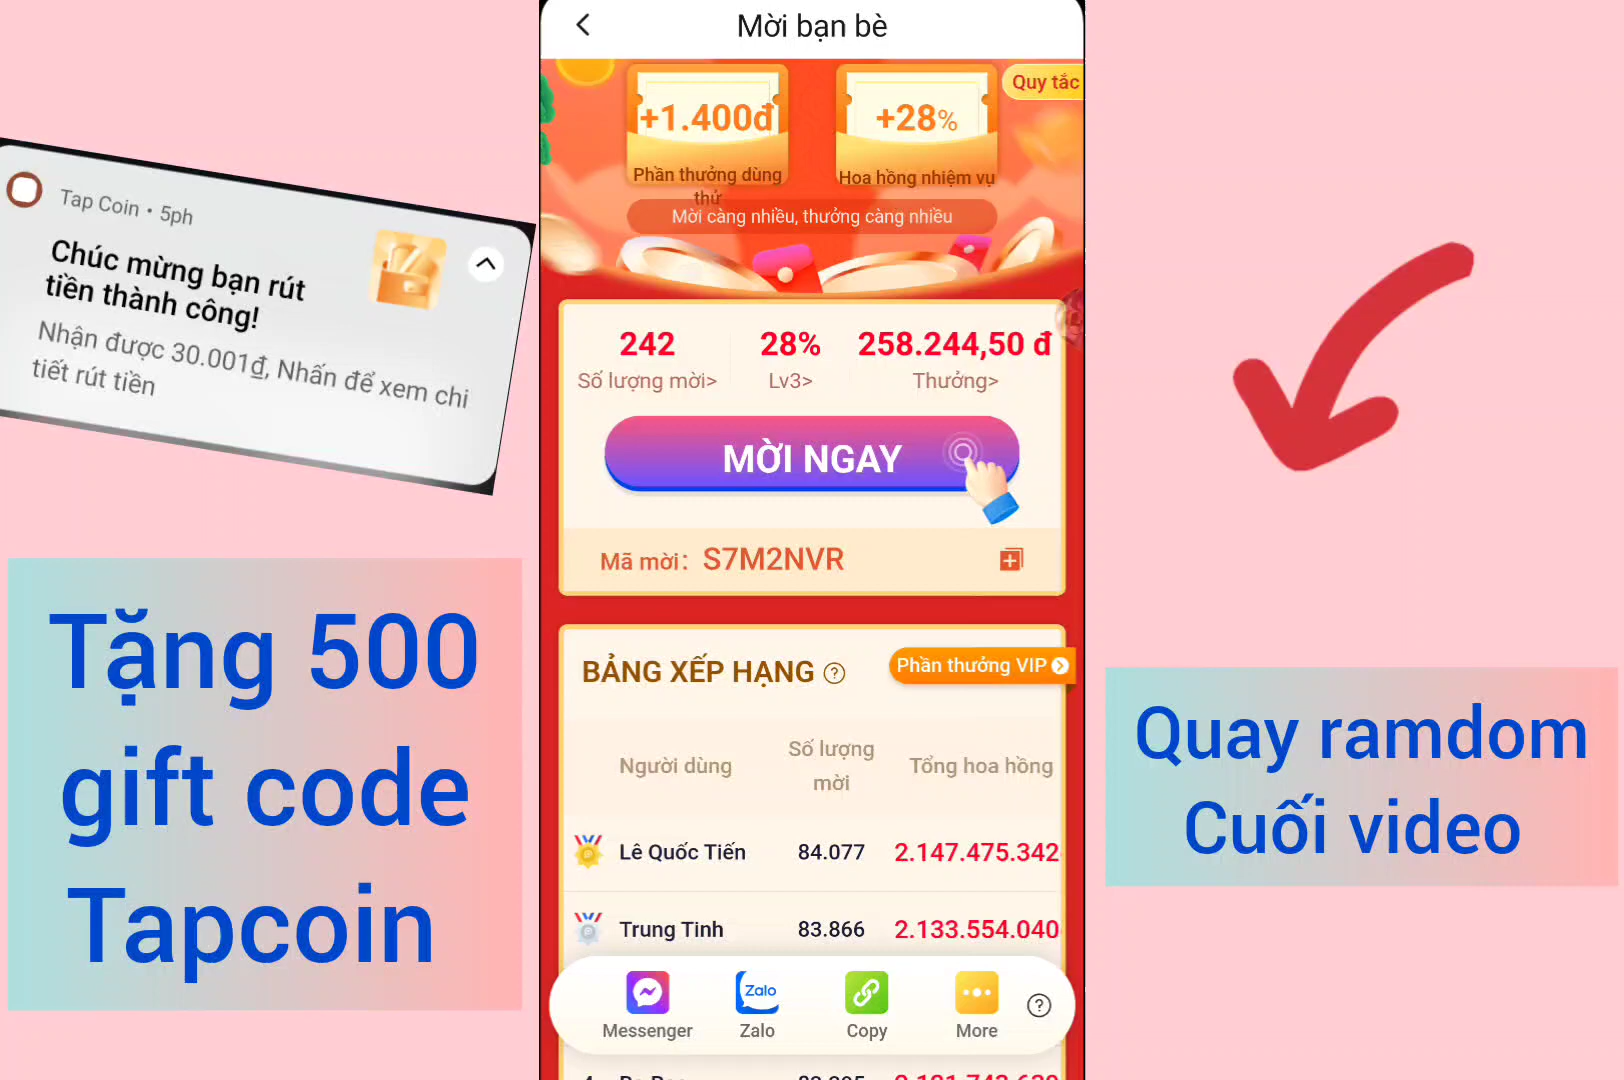 Mời bạn bè
Quy tắc
+1.400đ
+28%
Phần thưởng dùng
thử
Hoa hồng nhiệm vụ
Mời càng nhiều, thưởng càng nhiều
Tap Coin • 5ph
Chúc mừng bạn rút
tiền thành công!
Nhận được 30.001₫, Nhấn để xem chi
tiết rút tiền
242
28%
258.244,50 đ
Số lượng mời>
Lv3>
Thưởng>
MỜI NGAY
Mã mời: S7M2NVR
Tặng 500
gift code
Tapcoin
BẢNG XẾP HẠNG
Phần thưởng VIP
Người dùng
Số lượng
mời
Tổng hoa hồng
Lê Quốc Tiến 84.077 2.147.475.342
Trung Tinh 83.866 2.133.554.040
Messenger
Zalo
Zalo
Copy
More
Quay ramdom
Cuối video